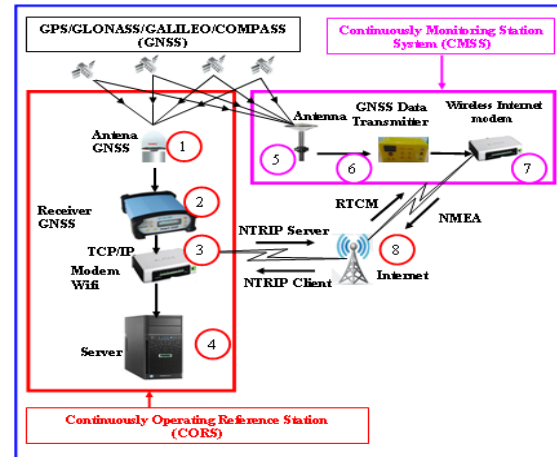 GPS/GLONASS/GALILEO/COMPASS
(GNSS)
Continuously Monitoring Station
System (CMSS)
Antenna
GNSS Data
Transmitter
Wireless Internet
modem
Antena
GNSS
1
5
6
7
2
Receiver
GNSS
RTCM
NMEA
TCP/IP
Modem
Wifi
3
NTRIP Server
8
NTRIP Client
Internet
Server
4
Continuously Operating Reference Station
(CORS)